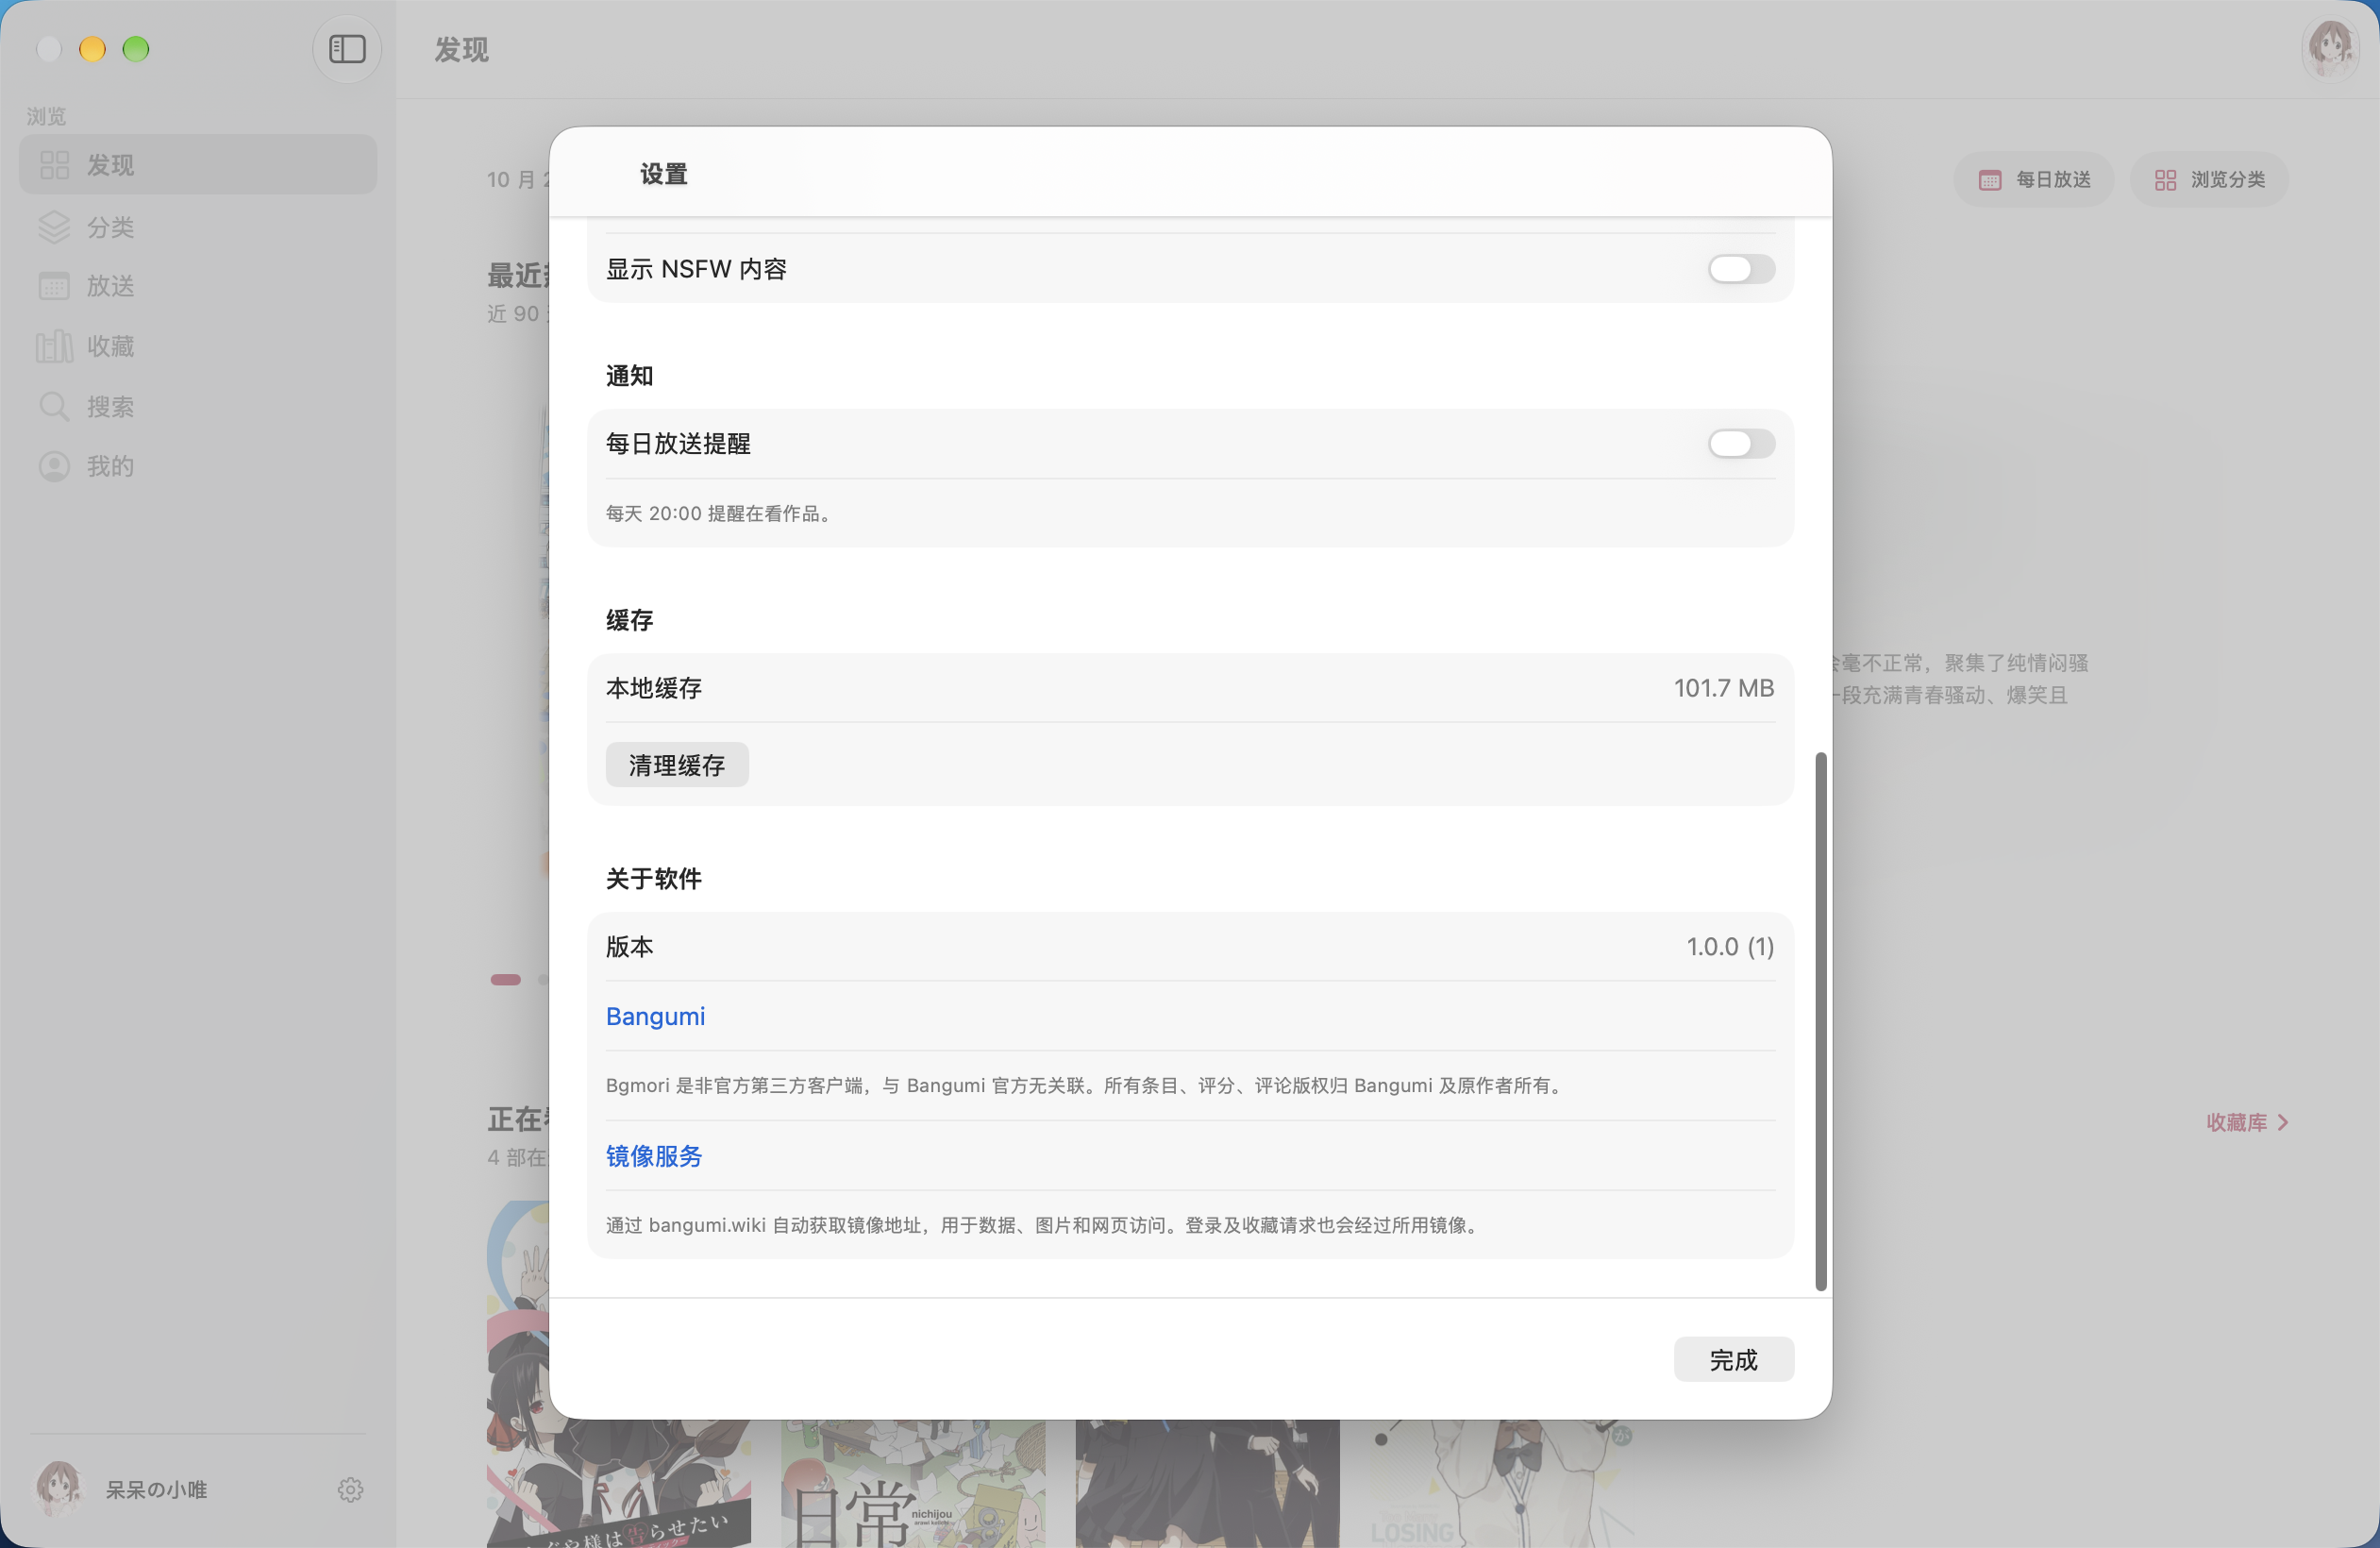 发现
浏览
发现
分类
放送
收藏
搜索
我的
呆呆の小唯
10 月
每日放送
浏览分类
近 90
设置
显示 NSFW 内容
通知
每日放送提醒
每天 20:00 提醒在看作品。
缓存
本地缓存
101.7 MB
清理缓存
关于软件
版本
1.0.0 (1)
Bangumi
Bgmori 是非官方第三方客户端，与 Bangumi 官方无关联。所有条目、评分、评论版权归 Bangumi 及原作者所有。
镜像服务
通过 bangumi.wiki 自动获取镜像地址，用于数据、图片和网页访问。登录及收藏请求也会经过所用镜像。
完成
毫不正常，聚集了纯情闷骚
一段充满青春骚动、爆笑且
最近
正在
4 部在
收藏库
らせたい
日常
nichijou
LOSING
か